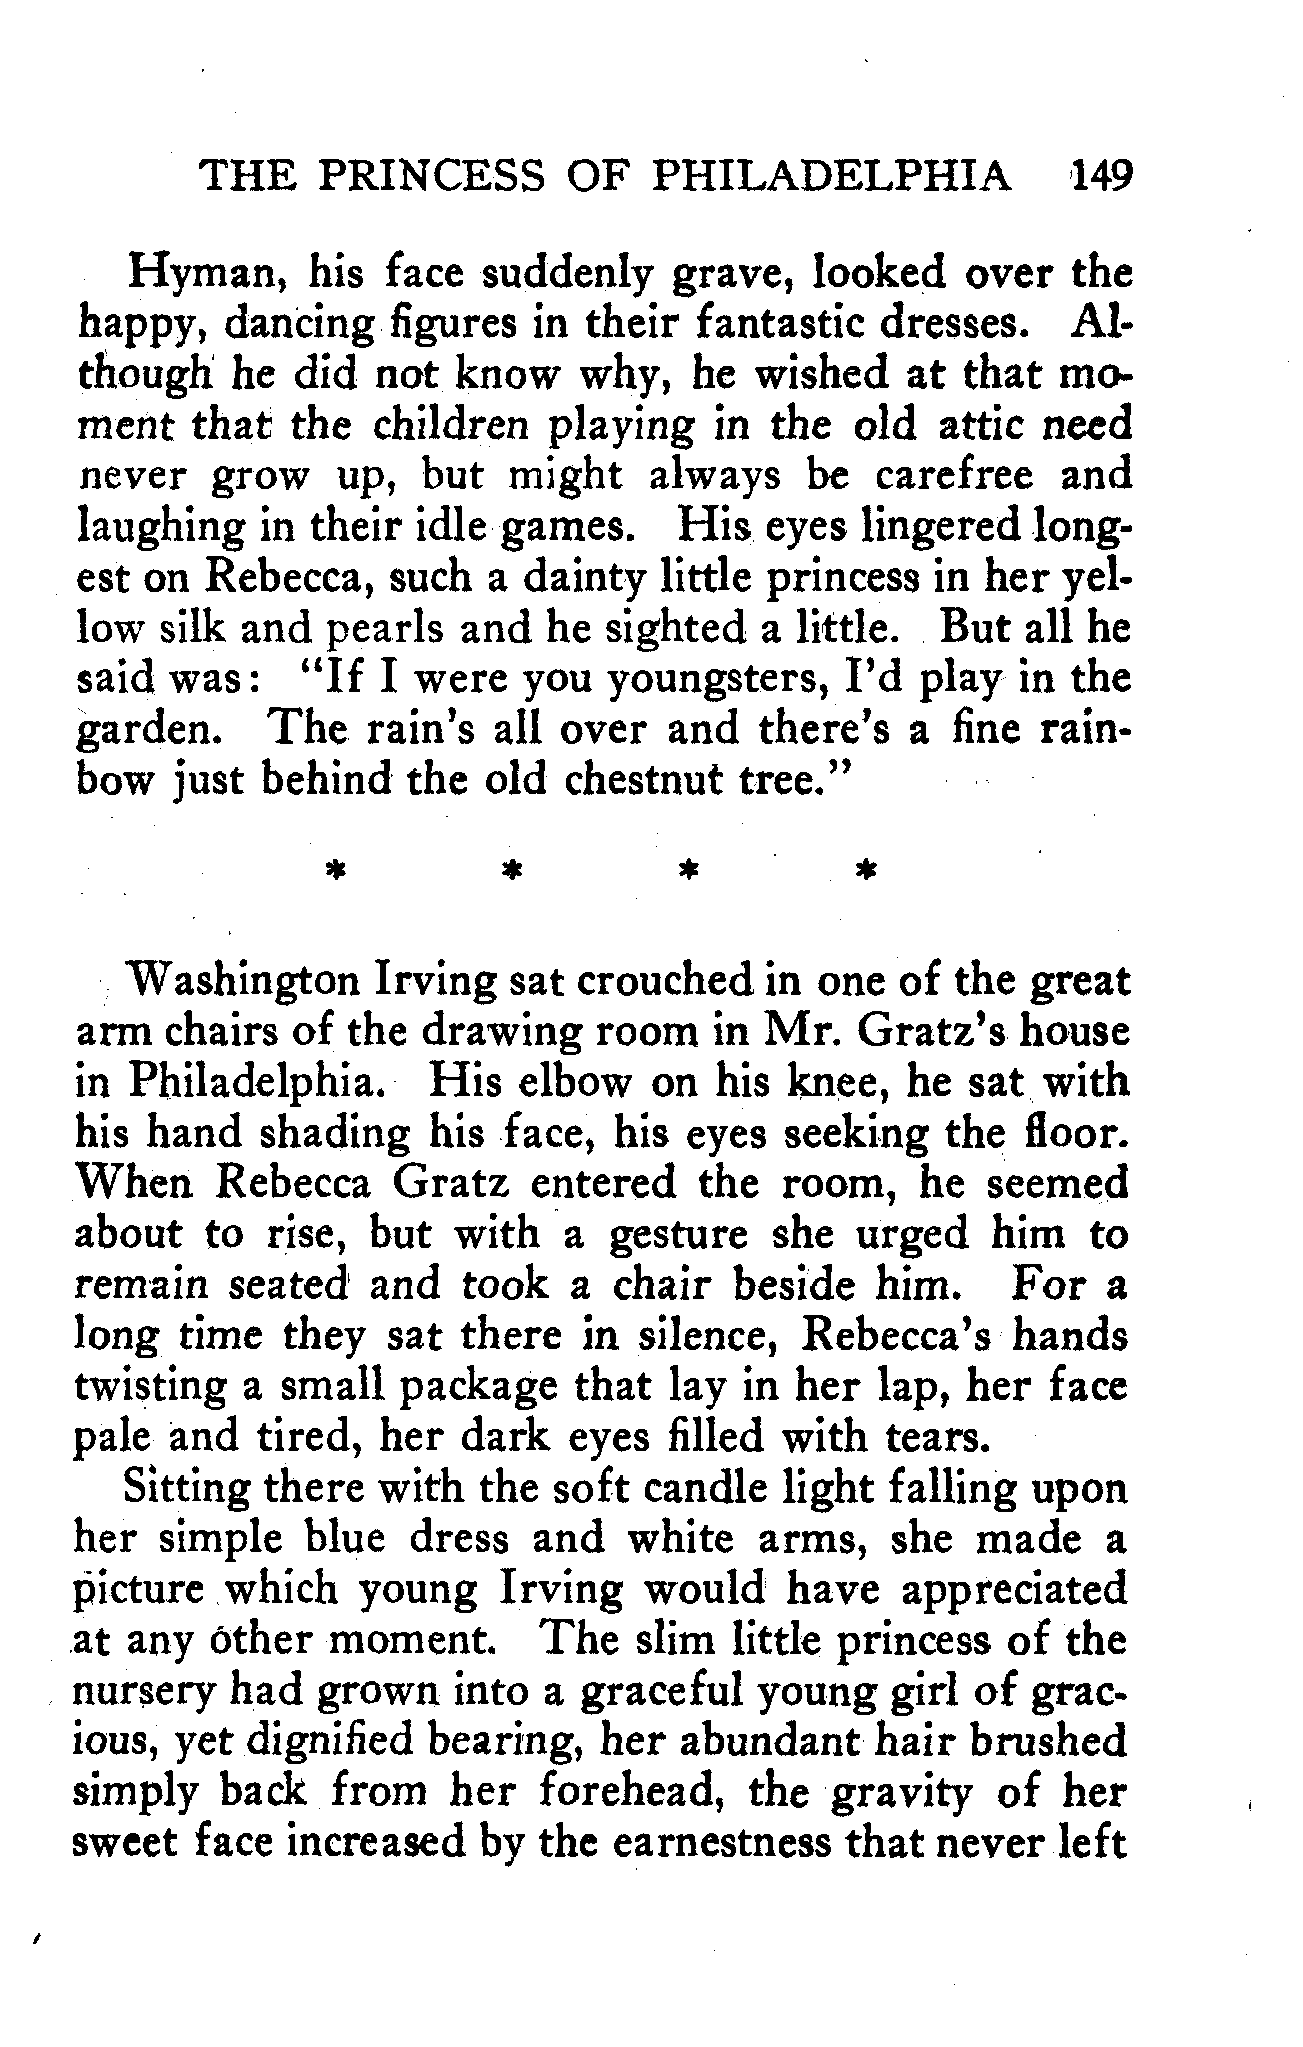 THE PRINCESS OF PHILADELPHIA 149
Hyman, his face suddenly grave, looked over the
happy, dancing figures in their fantastic dresses. Al-
though he did not know why, he wished at that mo-
ment that the children playing in the old attic need
never grow up, but might always be carefree and
laughing in their idle games. His eyes lingered long-
est on Rebecca, such a dainty little princess in her yel-
low silk and pearls and he sighted a little. But all he
said was: "If I were you youngsters, I'd play in the
garden. The rain's all over and there's a fine rain-
bow just behind the old chestnut tree."
* * * *
Washington Irving sat crouched in one of the great
arm chairs of the drawing room in Mr. Gratz's house
in Philadelphia. His elbow on his knee, he sat with
his hand shading his face, his eyes seeking the floor.
When Rebecca Gratz entered the room, he seemed
about to rise, but with a gesture she urged him to
remain seated and took a chair beside him. For a
long time they sat there in silence, Rebecca's hands
twisting a small package that lay in her lap, her face
pale and tired, her dark eyes filled with tears.
Sitting there with the soft candle light falling upon
her simple blue dress and white arms, she made a
picture which young Irving would have appreciated
at any other moment. The slim little princess of the
nursery had grown into a graceful young girl of grac-
ious, yet dignified bearing, her abundant hair brushed
simply back from her forehead, the gravity of her
sweet face increased by the earnestness that never left